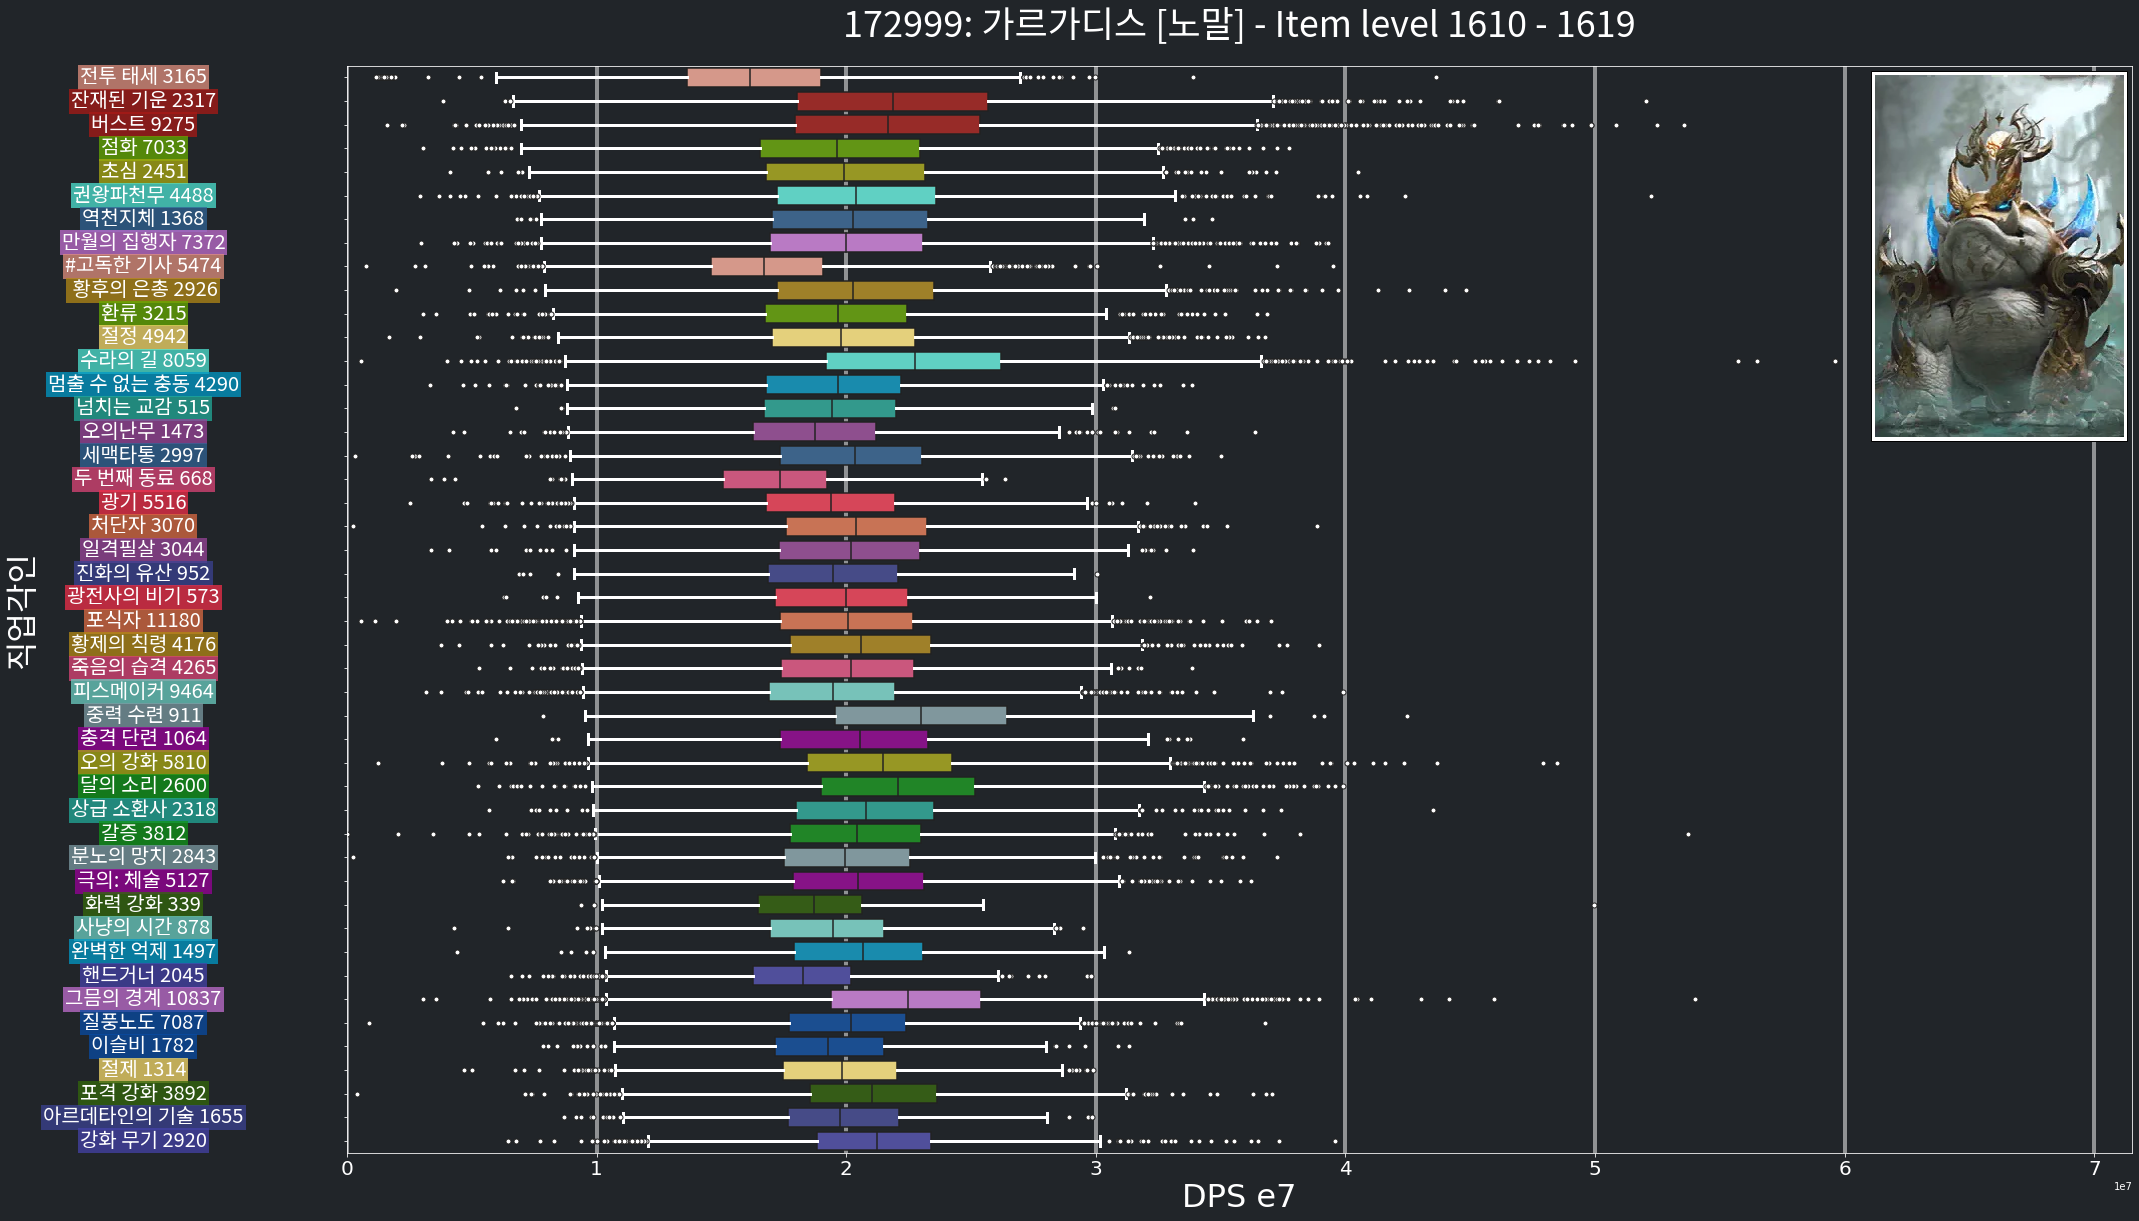 172999: 가르가디스 [노말] - Item level 1610 - 1619
전투 태세 3165
잔재된 기운 2317
버스트 9275
점화 7033
초심 2451
권왕파천무 4488
역천지체 1368
만월의 집행자 7372
#고독한 기사 5474
황후의 은총 2926
환류 3215
절정 4942
수라의 길 8059
멈출 수 없는 충동 4290
넘치는 교감 515
오의난무 1473
세맥타통 2997
두 번째 동료 668
광기 5516
처단자 3070
일격필살 3044
진화의 유산 952
광전사의 비기 573
포식자 11180
황제의 칙령 4176
죽음의 습격 4265
피스메이커 9464
중력 수련 911
충격 단련 1064
오의 강화 5810
달의 소리 2600
상급 소환사 2318
갈증 3812
분노의 망치 2843
극의: 체술 5127
화력 강화 339
사냥의 시간 878
완벽한 억제 1497
핸드거너 2045
그믐의 경계 10837
질풍노도 7087
이슬비 1782
절제 1314
포격 강화 3892
아르데타인의 기술 1655
강화 무기 2920
직업각인
0 1 2 3 4 5 6 7
1e7
DPS e7